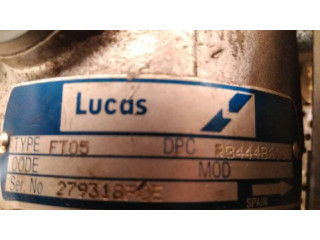 Lucas
TYPE FT05 DPC
CODE MOD
Ser. No
SPAIN